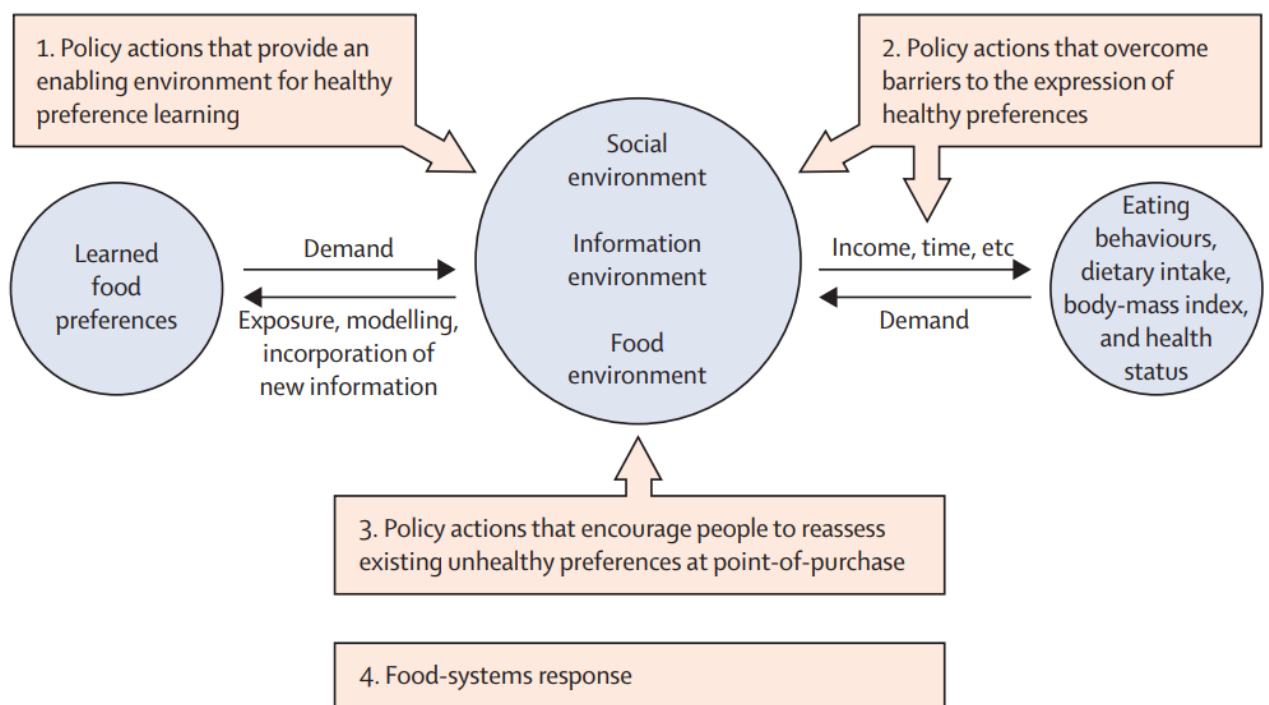 1. Policy actions that provide an
enabling environment for healthy
preference learning
2. Policy actions that overcome
barriers to the expression of
healthy preferences
Learned
food
preferences
Demand
Exposure, modelling,
incorporation of
new information
Social
environment
Information
environment
Food
environment
Income, time, etc
Demand
Eating
behaviours,
dietary intake,
body-mass index,
and health
status
3. Policy actions that encourage people to reassess
existing unhealthy preferences at point-of-purchase
4. Food-systems response